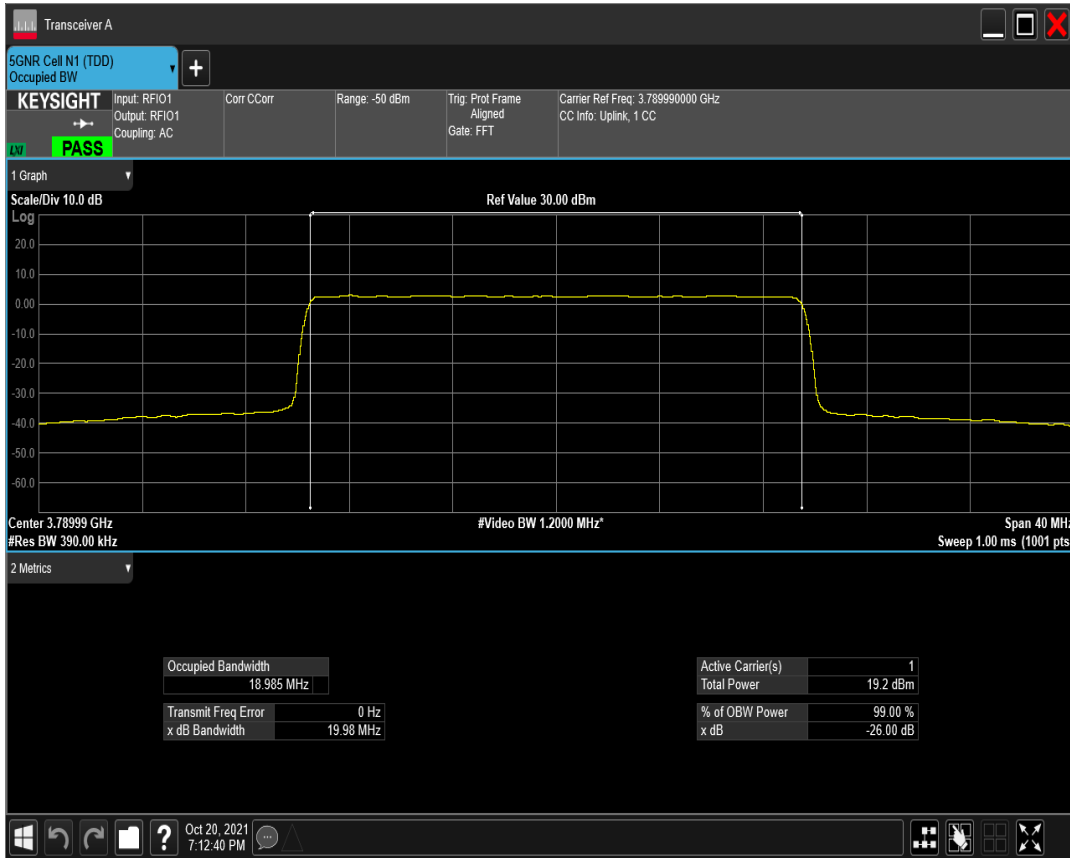 Transceiver A
5GNR Cell N1 (TDD)
Occupied BW
+
KEYSIGHT
LXI
PASS
Input: RFIO1
Output: RFIO1
Coupling: AC
Corr CCorr
Range: -50 dBm
Trig: Prot Frame
Aligned
Gate: FFT
Carrier Ref Freq: 3.789990000 GHz
CC Info: Uplink, 1 CC
1 Graph
Scale/Div 10.0 dB
Ref Value 30.00 dBm
Log
20.0
10.0
0.00
-10.0
-20.0
-30.0
-40.0
-50.0
-60.0
Center 3.78999 GHz
#Video BW 1.2000 MHz*
Span 40 MHz
#Res BW 390.00 kHz
Sweep 1.00 ms (1001 pts
2 Metrics
Occupied Bandwidth
18.985 MHz
Transmit Freq Error 0 Hz
x dB Bandwidth 19.98 MHz
Active Carrier(s) 1
Total Power 19.2 dBm
% of OBW Power 99.00 %
x dB -26.00 dB
?
Oct 20, 2021
7:12:40 PM